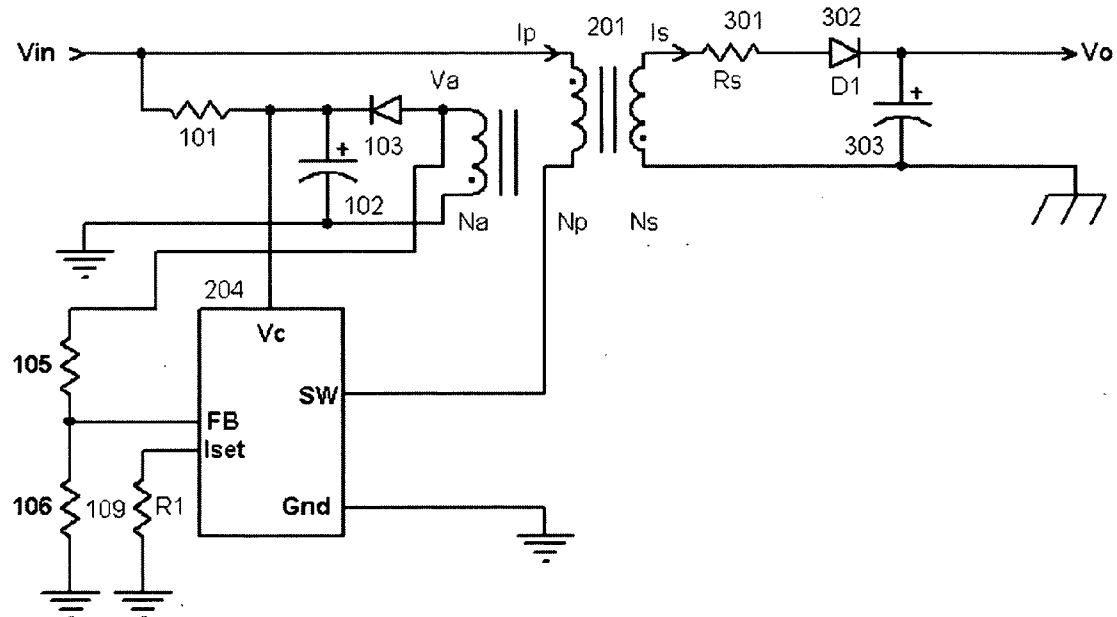 Vin
Ip
201
Is
301
302
Vo
Va
Rs
D1
101
103
303
102
Na
Np
Ns
204
Vc
105
SW
FB
Iset
106
109
R1
Gnd
+
+